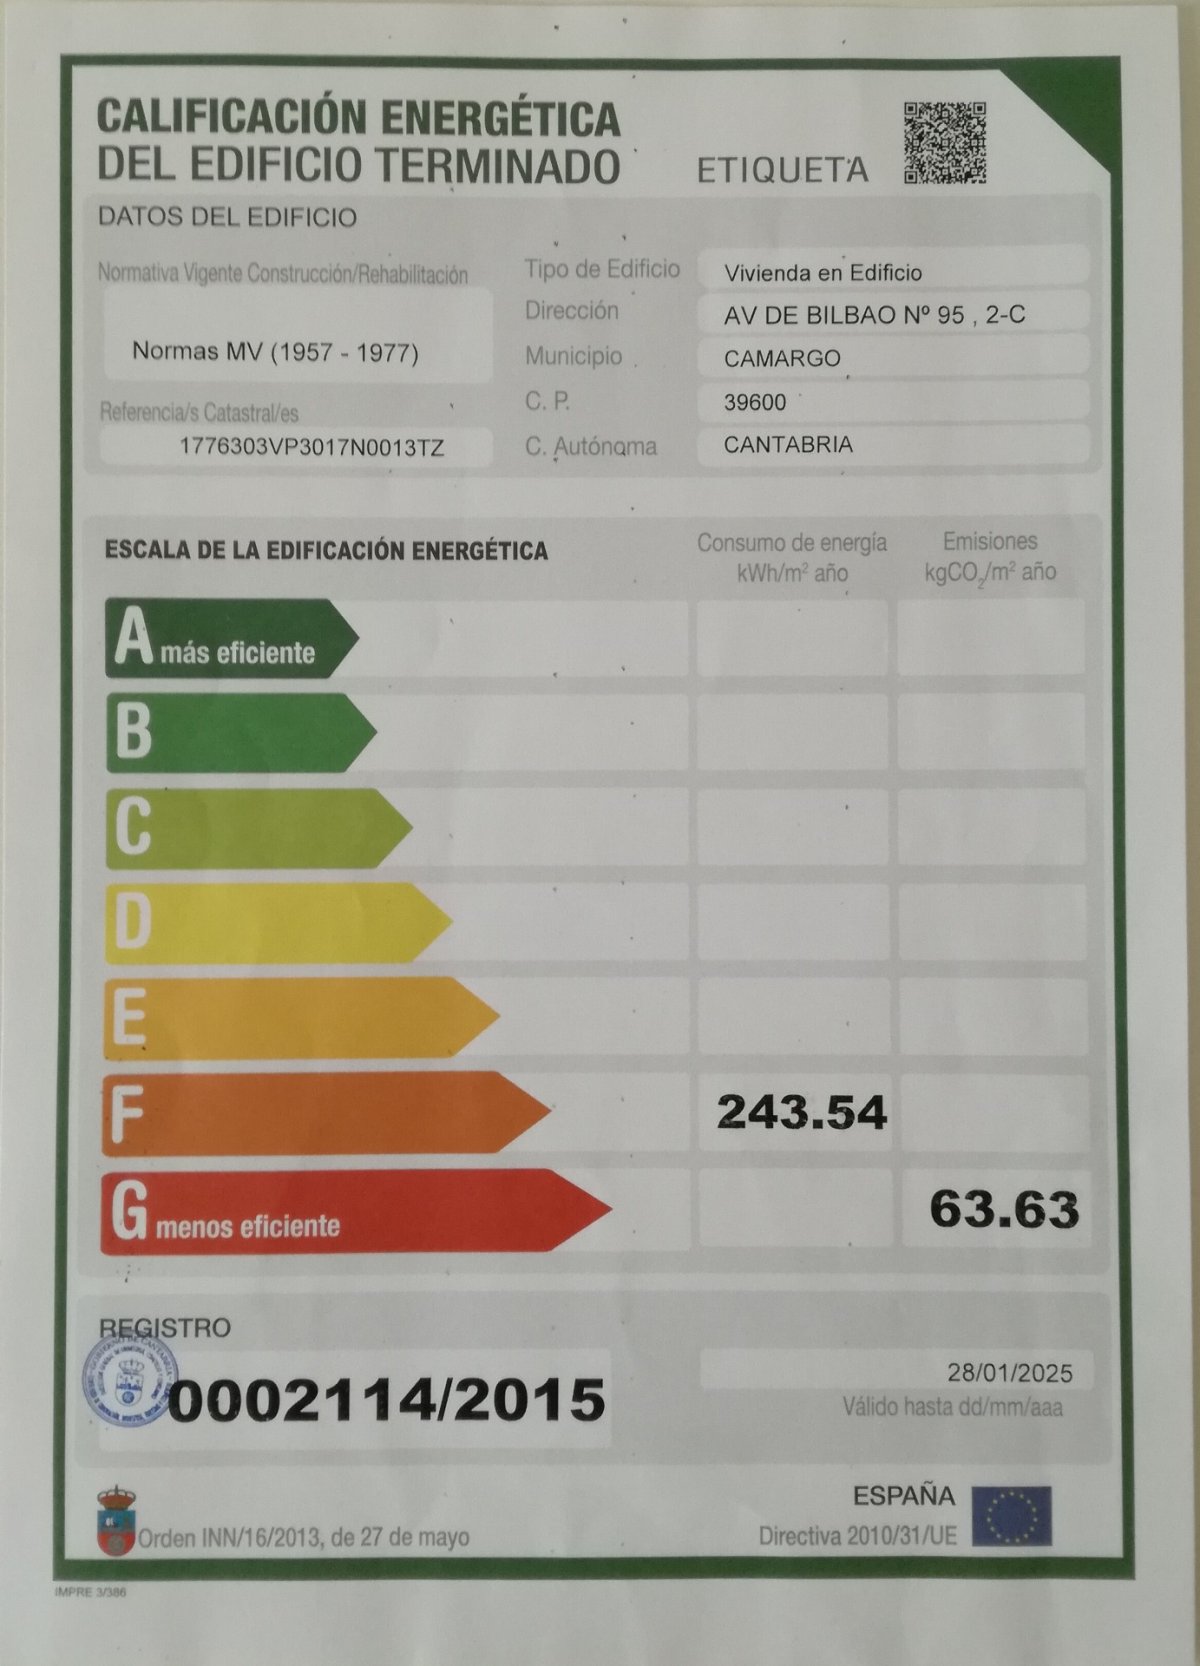 CALIFICACIÓN ENERGÉTICA
DEL EDIFICIO TERMINADO
ETIQUETA
DATOS DEL EDIFICIO
Normativa Vigente Construcción/Rehabilitación
Normas MV (1957 - 1977)
Referencia/s Catastral/es
1776303VP3017N0013TZ
Tipo de Edificio Vivienda en Edificio
Dirección AV DE BILBAO Nº 95 , 2-C
Municipio CAMARGO
C. P. 39600
C. Autónoma CANTABRIA
ESCALA DE LA EDIFICACIÓN ENERGÉTICA
Consumo de energía
kWh/m² año
Emisiones
kgCO₂/m² año
A más eficiente
B
C
D
E
F 243.54
G menos eficiente 63.63
REGISTRO
0002114/2015
28/01/2025
Válido hasta dd/mm/aaa
Orden INN/16/2013, de 27 de mayo
ESPAÑA
Directiva 2010/31/UE
IMPRE 3/386